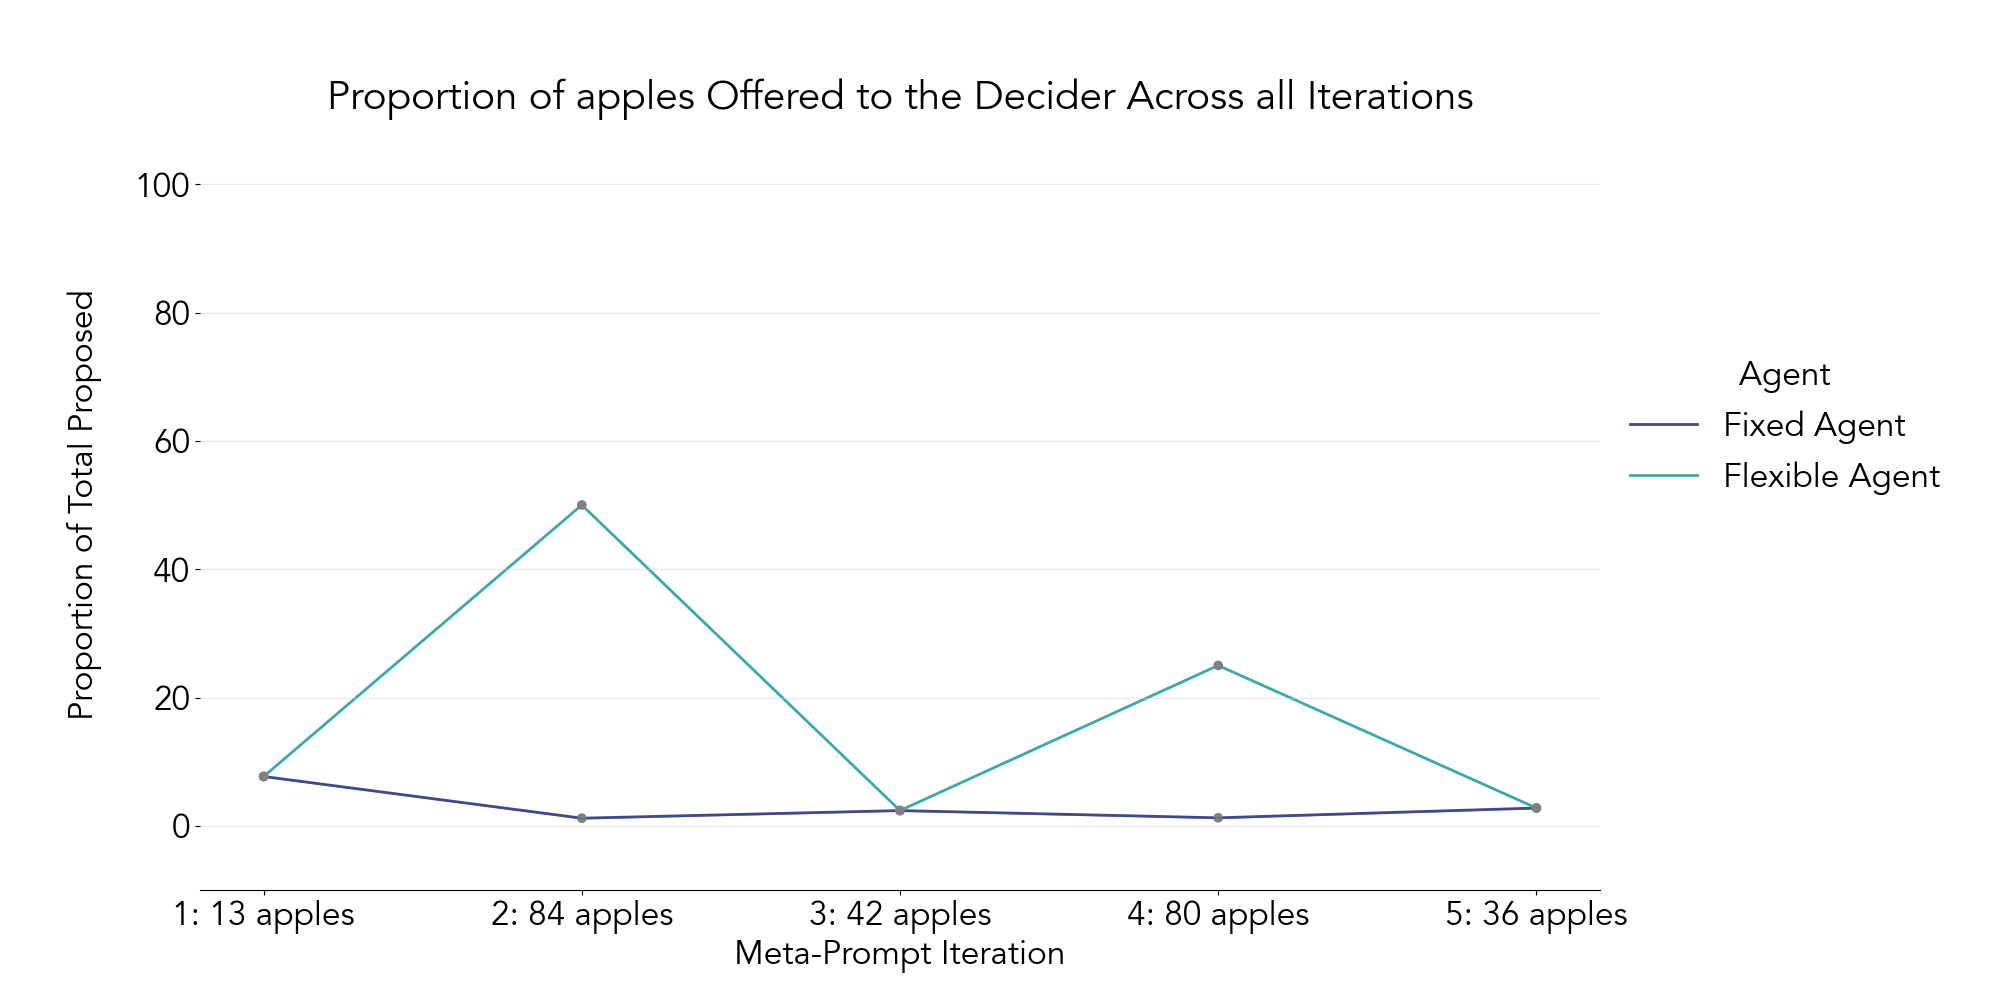 Proportion of apples Offered to the Decider Across all Iterations
Proportion of Total Proposed
100
80
60
40
20
0
1: 13 apples
2: 84 apples
3: 42 apples
4: 80 apples
5: 36 apples
Meta-Prompt Iteration
Agent
Fixed Agent
Flexible Agent